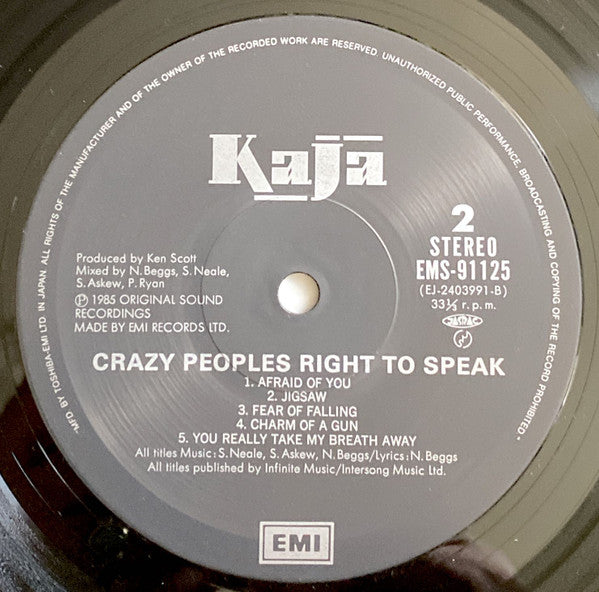 "MFD. BY TOSHIBA-EMI LTD. IN JAPAN. ALL RIGHTS OF THE MANUFACTURER AND OF THE OWNER OF THE RECORDED WORK ARE RESERVED. UNAUTHORIZED PUBLIC PERFORMANCE, BROADCASTING AND COPYING OF THE RECORD PROHIBITED"
Kaja
2
STEREO
EMS-91125
(EJ-2403991-B)
33⅓ r.p.m.
JASRAC
Produced by Ken Scott
Mixed by N. Beggs, S. Neale,
S. Askew, P. Ryan
Ⓟ 1985 ORIGINAL SOUND
RECORDINGS
MADE BY EMI RECORDS LTD.
CRAZY PEOPLES RIGHT TO SPEAK
1. AFRAID OF YOU
2. JIGSAW
3. FEAR OF FALLING
4. CHARM OF A GUN
5. YOU REALLY TAKE MY BREATH AWAY
All titles Music: S. Neale, S. Askew, N. Beggs/Lyrics: N. Beggs
All titles published by Infinite Music/Intersong Music Ltd.
EMI